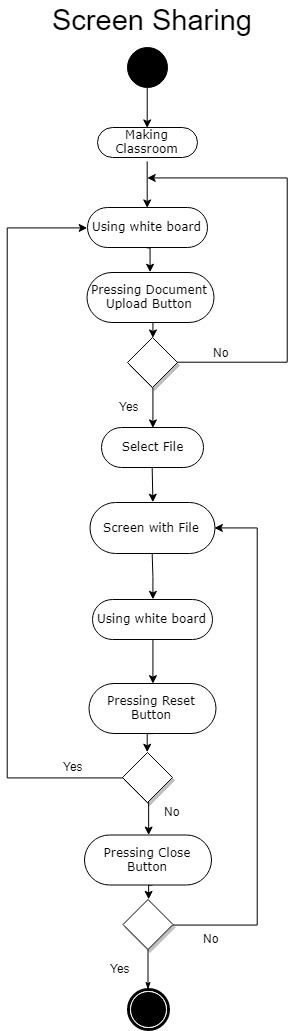 Screen Sharing
Making
Classroom
Using white board
Pressing Document
Upload Button
No
Yes
Select File
Screen with File
Using white board
Pressing Reset
Button
Yes
No
Pressing Close
Button
No
Yes